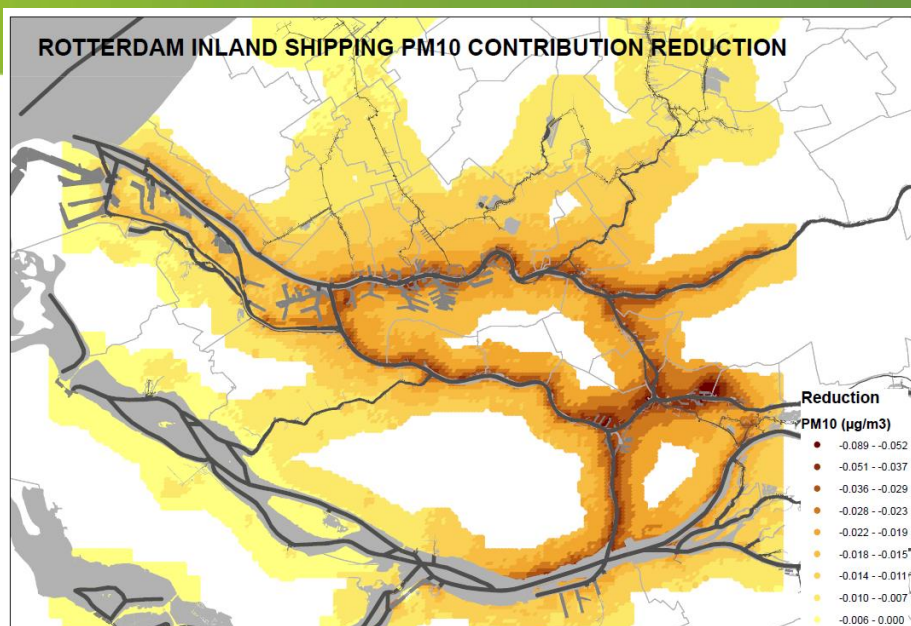 ROTTERDAM INLAND SHIPPING PM10 CONTRIBUTION REDUCTION
Reduction
PM10 (µg/m3)
-0.089 - -0.052
-0.051 - -0.037
-0.036 - -0.029
-0.028 - -0.023
-0.022 - -0.019
-0.018 - -0.015
-0.014 - -0.011
-0.010 - -0.007
-0.006 - 0.000